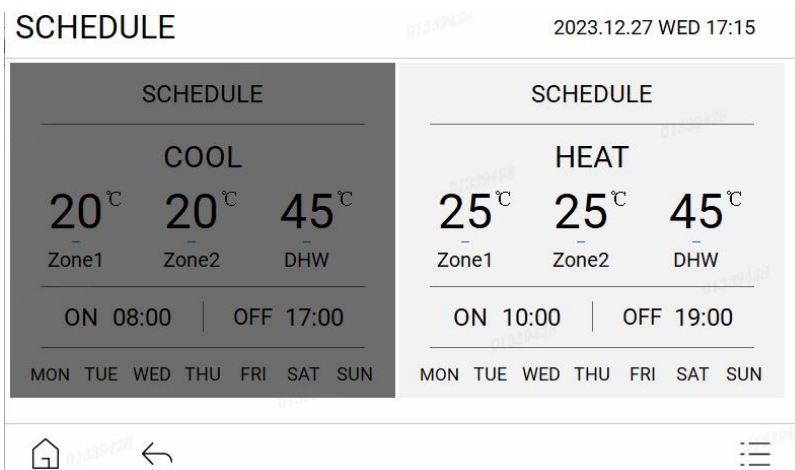 SCHEDULE 2023.12.27 WED 17:15
SCHEDULE
COOL
20℃ 20℃ 45℃
Zone1 Zone2 DHW
ON 08:00 OFF 17:00
MON TUE WED THU FRI SAT SUN
SCHEDULE
HEAT
25℃ 25℃ 45℃
Zone1 Zone2 DHW
ON 10:00 OFF 19:00
MON TUE WED THU FRI SAT SUN